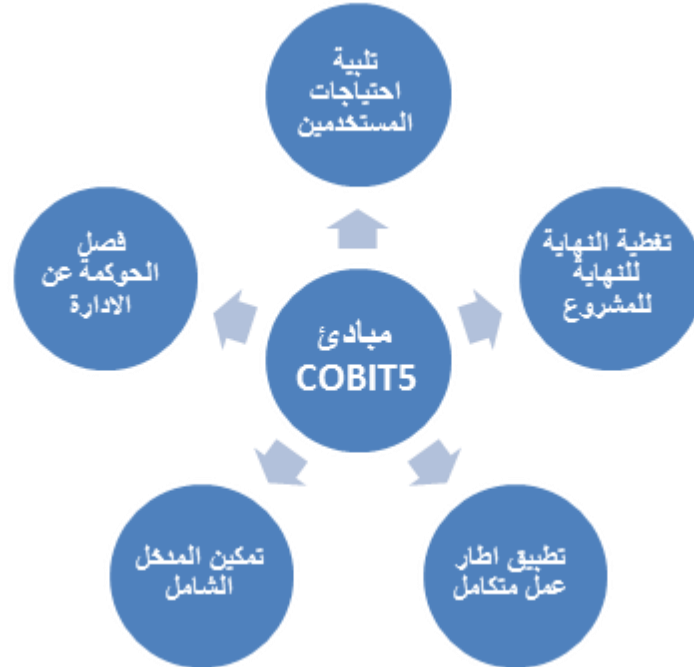 تلبية
احتياجات
المستخدمين
تغطية النهاية
للنهاية
للمشروع
تطبيق اطار
عمل متكامل
تمكين المدخل
الشامل
فصل
الحوكمة عن
الادارة
مبادئ
COBIT5